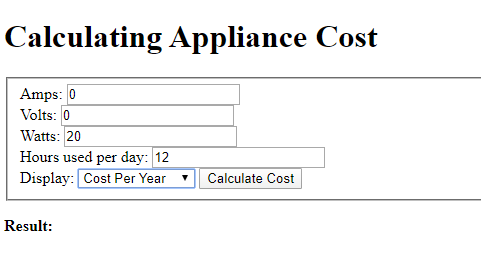 Calculating Appliance Cost
Amps: 0
Volts: 0
Watts: 20
Hours used per day: 12
Display: Cost Per Year Calculate Cost
Result: